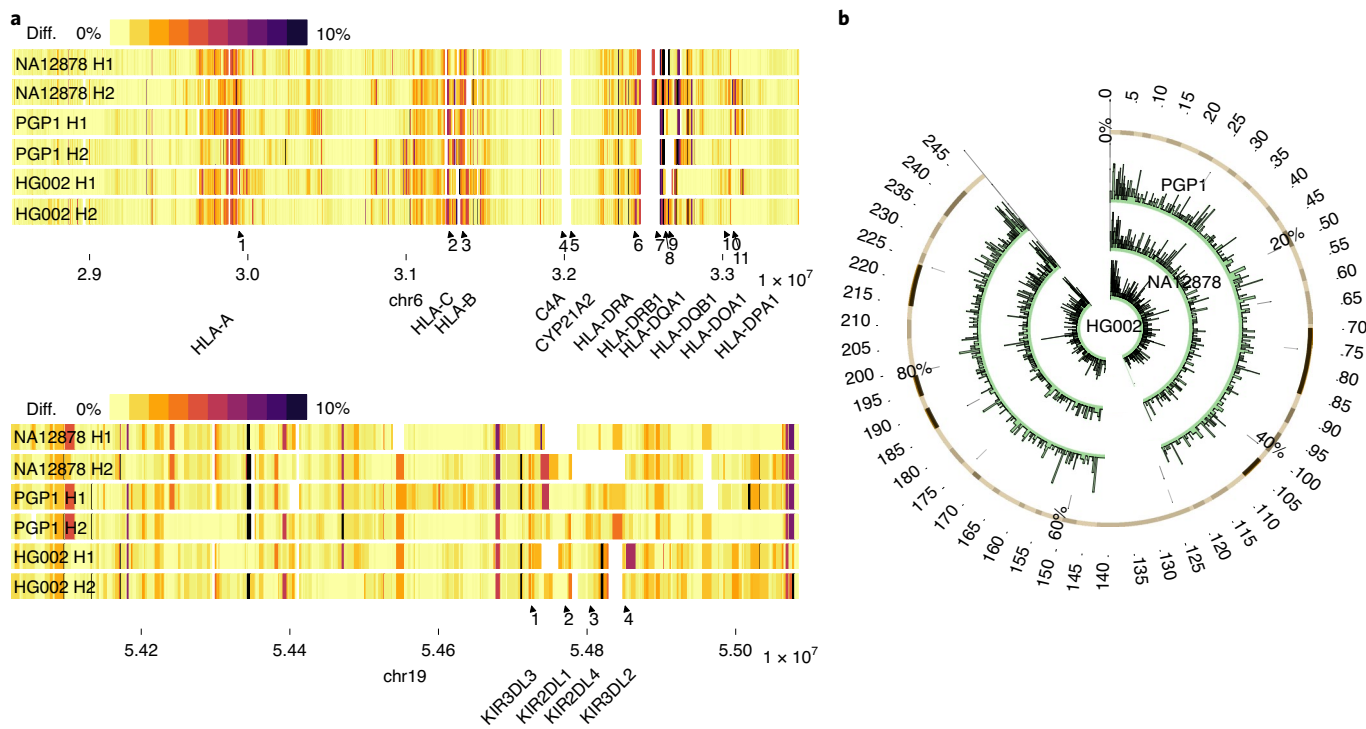 a
Diff. 0% 10%
NA12878 H1
NA12878 H2
PGP1 H1
PGP1 H2
HG002 H1
HG002 H2
1 2 3 45 6 7 19 8 10 11
2.9 3.0 3.1 3.2 3.3 1 × 10⁷
chr6
HLA-A
HLA-C
HLA-B
C4A
CYP21A2
HLA-DRA
HLA-DRB1
HLA-DQA1
HLA-DQB1
HLA-DOA1
HLA-DPA1
Diff. 0% 10%
NA12878 H1
NA12878 H2
PGP1 H1
PGP1 H2
HG002 H1
HG002 H2
1 2 3 4
5.42 5.44 5.46 5.48 5.50 1 × 10⁷
chr19
KIR3DL3
KIR2DL1
KIR2DL4
KIR3DL2
b
0 5 10 15 20 25 30 35 40 45 50 55 60 65 70 75 80 85 90 95 100 105 110 115 120 125 130 135 140 145 150 155 160 165 170 175 180 185 190 195 200 205 210 215 220 225 230 235 240 245
0%
20%
40%
60%
80%
PGP1
NA12878
HG002